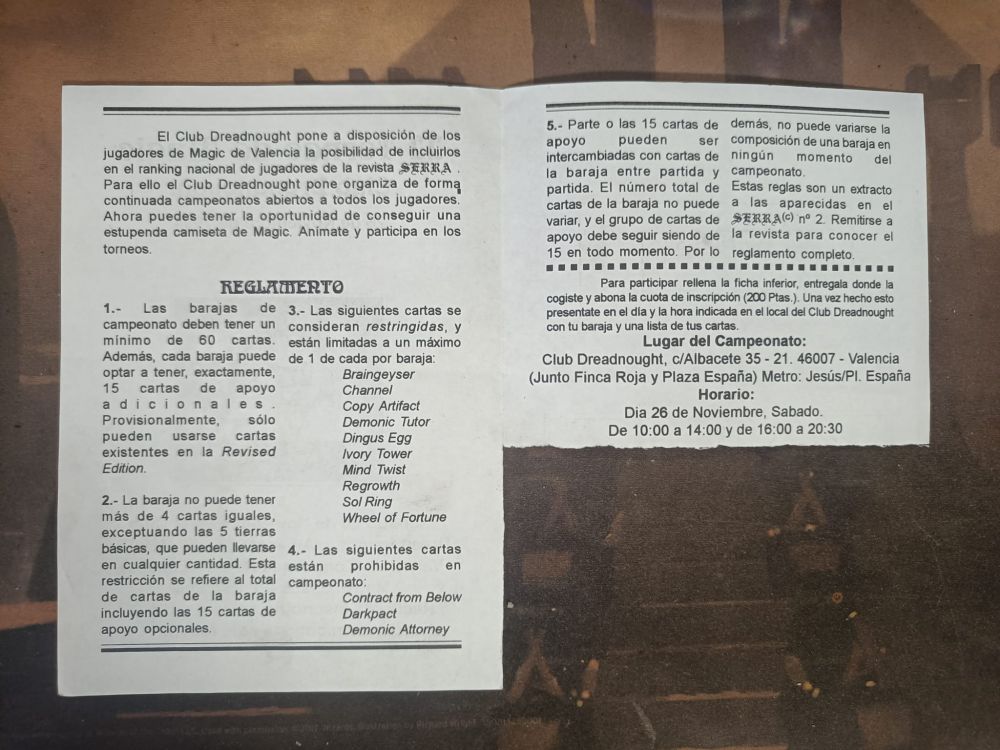 El Club Dreadnought pone a disposición de los
jugadores de Magic de Valencia la posibilidad de incluirlos
en el ranking nacional de jugadores de la revista SERRA .
Para ello el Club Dreadnought pone organiza de forma
continuada campeonatos abiertos a todos los jugadores.
Ahora puedes tener la oportunidad de conseguir una
estupenda camiseta de Magic. Animate y participa en los
torneos.
REGLAMENTO
1.- Las barajas de
campeonato deben tener un
mínimo de 60 cartas.
Además, cada baraja puede
optar a tener, exactamente,
15 cartas de apoyo
adicionales.
Provisionalmente, sólo
pueden usarse cartas
existentes en la Revised
Edition.
2.- La baraja no puede tener
más de 4 cartas iguales,
exceptuando las 5 tierras
básicas, que pueden llevarse
en cualquier cantidad. Esta
restricción se refiere al total
de cartas de la baraja
incluyendo las 15 cartas de
apoyo opcionales.
3.- Las siguientes cartas se
consideran restringidas, y
están limitadas a un máximo
de 1 de cada por baraja:
Braingeyser
Channel
Copy Artifact
Demonic Tutor
Dingus Egg
Ivory Tower
Mind Twist
Regrowth
Sol Ring
Wheel of Fortune
4.- Las siguientes cartas
están prohibidas en
campeonato:
Contract from Below
Darkpact
Demonic Attorney
5.- Parte o las 15 cartas de
apoyo pueden ser
intercambiadas con cartas de
la baraja entre partida y
partida. El número total de
cartas de la baraja no puede
variar, y el grupo de cartas de
apoyo debe seguir siendo de
15 en todo momento. Por lo
demás, no puede variarse la
composición de una baraja en
ningún momento del
campeonato.
Estas reglas son un extracto
a las aparecidas en el
SERRA(c) nº 2. Remitirse a
la revista para conocer el
reglamento completo.
Para participar rellena la ficha inferior, entregala donde la
cogiste y abona la cuota de inscripción (200 Ptas.). Una vez hecho esto
presentate en el día y la hora indicada en el local del Club Dreadnought
con tu baraja y una lista de tus cartas.
Lugar del Campeonato:
Club Dreadnought, c/Albacete 35 - 21. 46007 - Valencia
(Junto Finca Roja y Plaza España) Metro: Jesús/Pl. España
Horario:
Dia 26 de Noviembre, Sabado.
De 10:00 a 14:00 y de 16:00 a 20:30